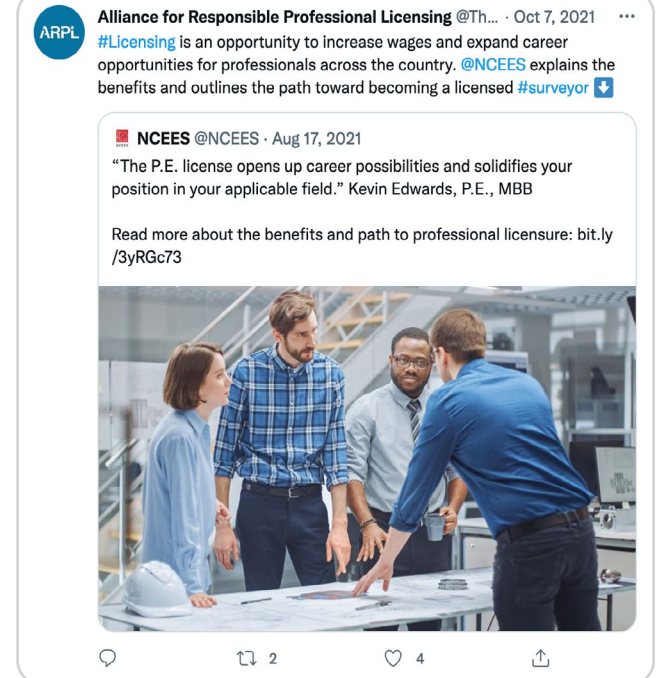 ARPL
Alliance for Responsible Professional Licensing @Th... · Oct 7, 2021
#Licensing is an opportunity to increase wages and expand career
opportunities for professionals across the country. @NCEES explains the
benefits and outlines the path toward becoming a licensed #surveyor
NCEES @NCEES · Aug 17, 2021
“The P.E. license opens up career possibilities and solidifies your
position in your applicable field.” Kevin Edwards, P.E., MBB
Read more about the benefits and path to professional licensure: bit.ly
/3yRGc73
2
4